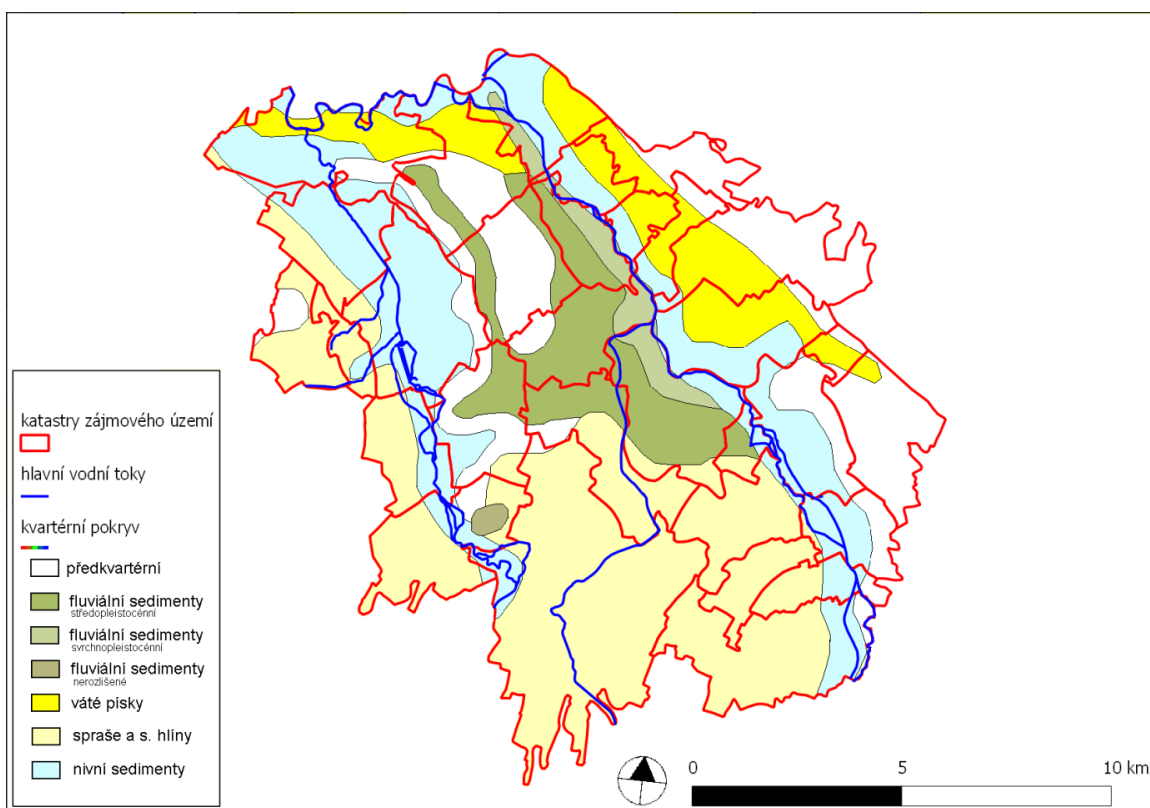 katastry zájmového území
hlavní vodní toky
kvartérní pokryv
předkvartérní
fluviální sedimenty
středopleistocénní
fluviální sedimenty
svrchnopleistocénní
fluviální sedimenty
nerozlišené
váté písky
spraše a s. hlíny
nivní sedimenty
0 5 10 km